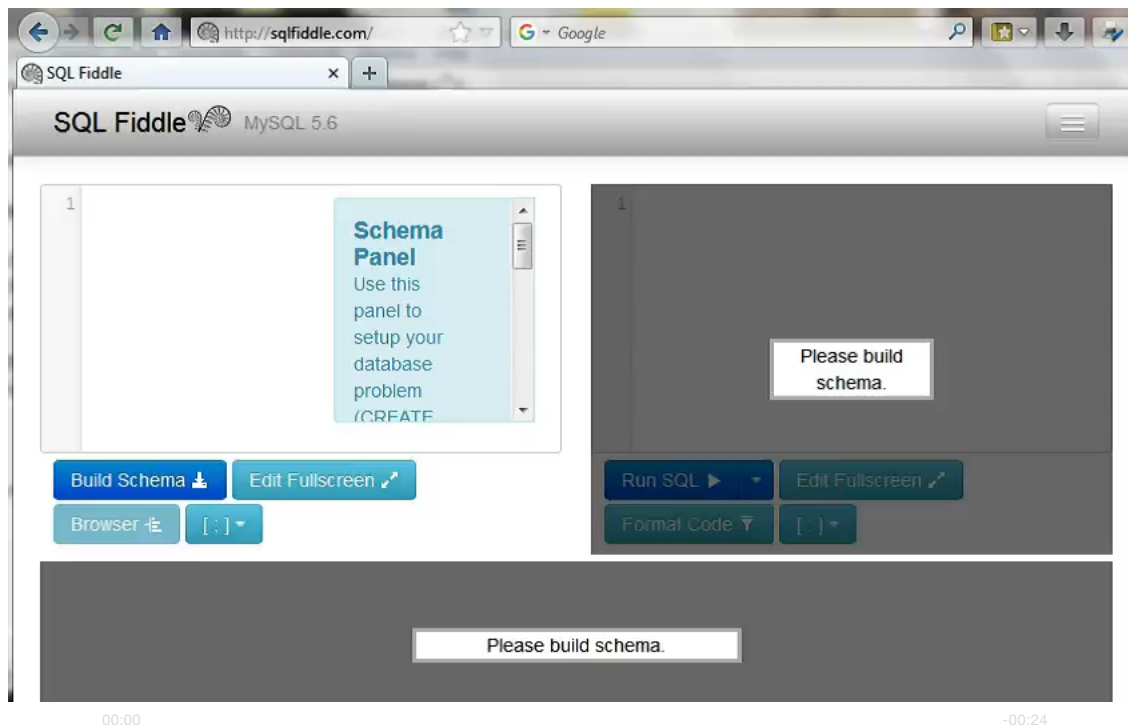 http://sqlfiddle.com/
Google
SQL Fiddle
SQL Fiddle MySQL 5.6
1
Schema
Panel
Use this
panel to
setup your
database
problem
(CREATE
Build Schema Edit Fullscreen
Browser [ ; ]
1
Please build
schema.
Run SQL Edit Fullscreen
Format Code [ ; ]
Please build schema.
00:00 -00:24